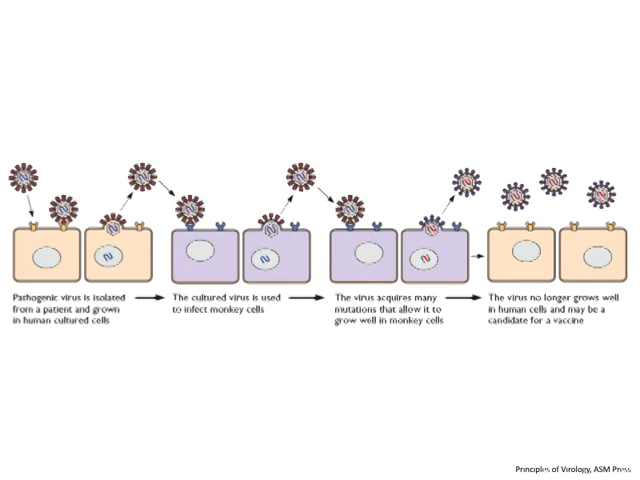 Pathogenic virus is isolated
from a patient and grown
in human cultured cells
The cultured virus is used
to infect monkey cells
The virus acquires many
mutations that allow it to
grow well in monkey cells
The virus no longer grows well
in human cells and may be a
candidate for a vaccine
Principles of Virology, ASM Press